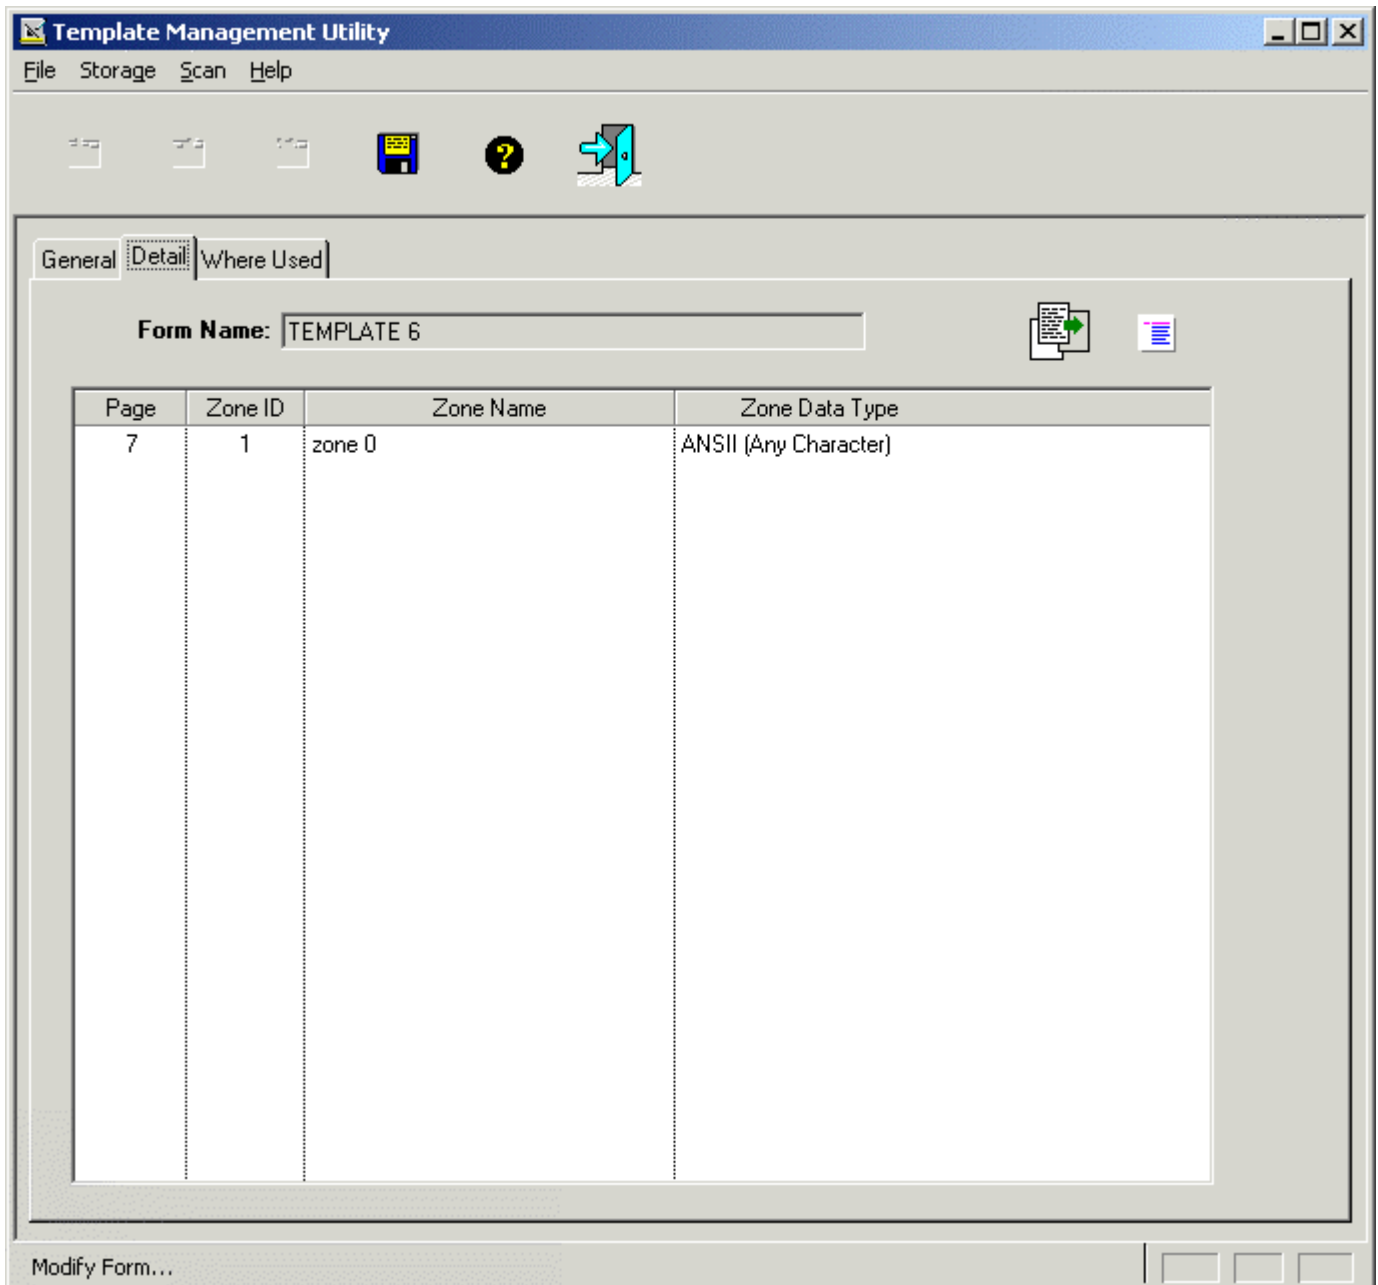 Template Management Utility
File Storage Scan Help
General Detail Where Used
Form Name: TEMPLATE 6
Page Zone ID Zone Name Zone Data Type
7 1 zone 0 ANSII (Any Character)
Modify Form...